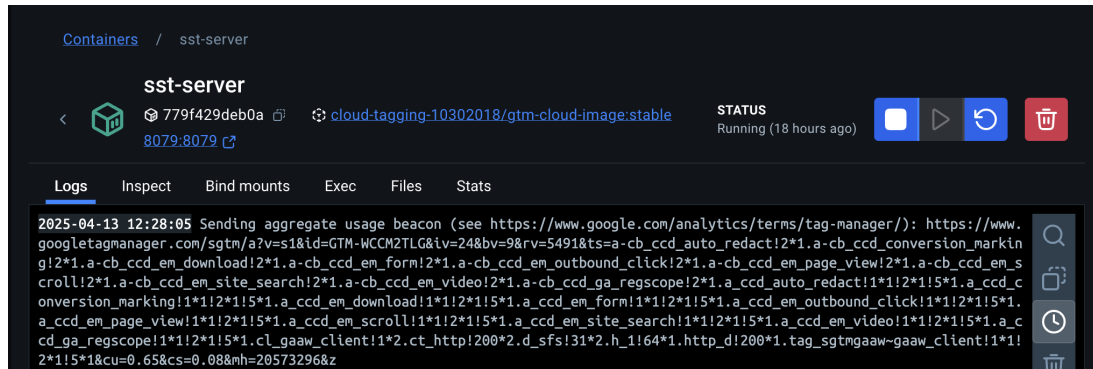 Containers / sst-server
sst-server
779f429deb0a cloud-tagging-10302018/gtm-cloud-image:stable
8079:8079
STATUS
Running (18 hours ago)
Logs Inspect Bind mounts Exec Files Stats
2025-04-13 12:28:05 Sending aggregate usage beacon (see https://www.google.com/analytics/terms/tag-manager/): https://www.
googletagmanager.com/sgtm/a?v=s1&id=GTM-WCCM2TLG&iv=24&bv=9&rv=5491&ts=a-cb_ccd_auto_redact!2*1.a-cb_ccd_conversion_markin
g!2*1.a-cb_ccd_em_download!2*1.a-cb_ccd_em_form!2*1.a-cb_ccd_em_outbound_click!2*1.a-cb_ccd_em_page_view!2*1.a-cb_ccd_em_s
croll!2*1.a-cb_ccd_em_site_search!2*1.a-cb_ccd_em_video!2*1.a-cb_ccd_ga_regscope!2*1.a_ccd_auto_redact!1*1!2*1!5*1.a_ccd_c
onversion_marking!1*1!2*1!5*1.a_ccd_em_download!1*1!2*1!5*1.a_ccd_em_form!1*1!2*1!5*1.a_ccd_em_outbound_click!1*1!2*1!5*1.
a_ccd_em_page_view!1*1!2*1!5*1.a_ccd_em_scroll!1*1!2*1!5*1.a_ccd_em_site_search!1*1!2*1!5*1.a_ccd_em_video!1*1!2*1!5*1.a_c
cd_ga_regscope!1*1!2*1!5*1.cl_gaaw_client!1*2.ct_http!200*2.d_sfs!31*2.h_1!64*1.http_d!200*1.tag_sgtmgaaw~gaaw_client!1*1!
2*1!5*1&cu=0.65&cs=0.08&mh=20573296&z